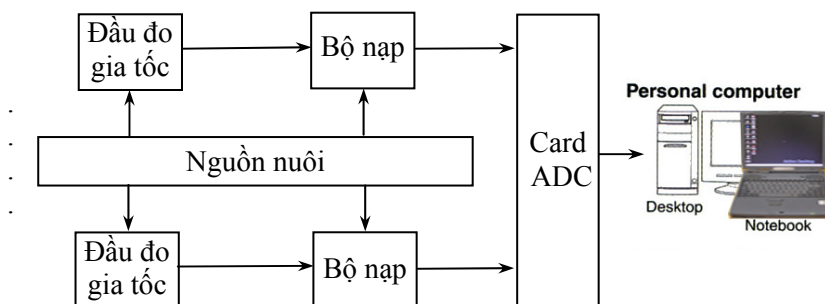 Đầu đo
gia tốc
Bộ nạp
Nguồn nuôi
Đầu đo
gia tốc
Bộ nạp
Card
ADC
Personal computer
Desktop
Notebook